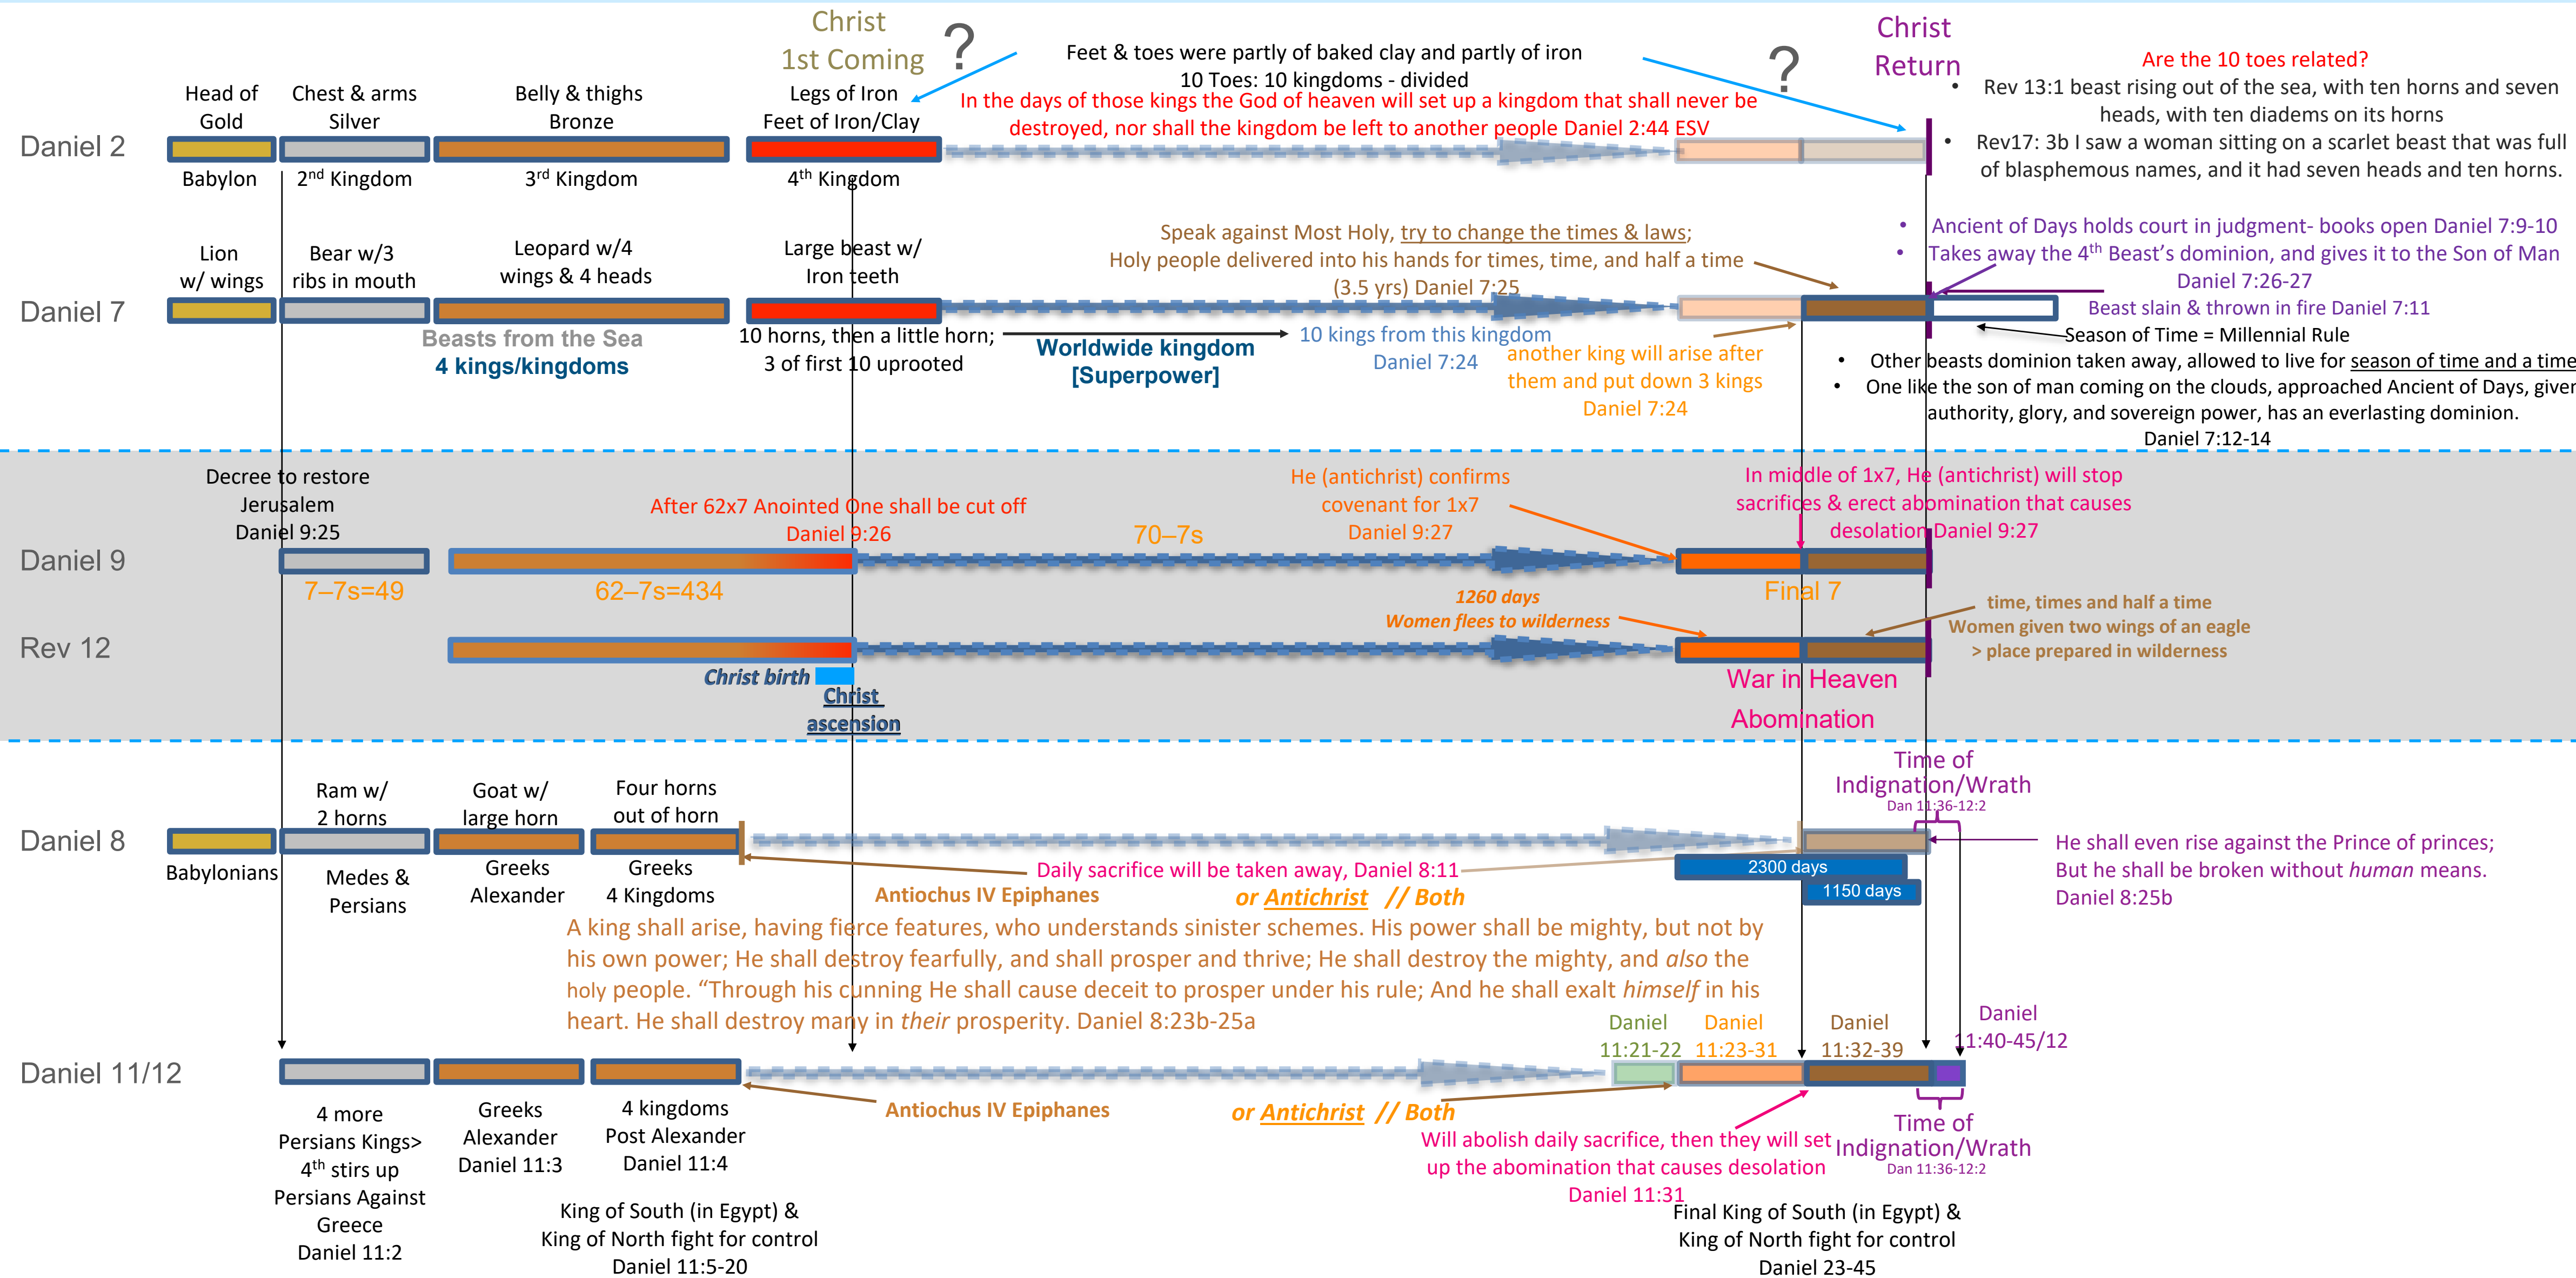 Christ
1st Coming
?
Feet & toes were partly of baked clay and partly of iron
10 Toes: 10 kingdoms - divided
In the days of those kings the God of heaven will set up a kingdom that shall never be
destroyed, nor shall the kingdom be left to another people Daniel 2:44 ESV
?
Christ
Return
Are the 10 toes related?
• Rev 13:1 beast rising out of the sea, with ten horns and seven
heads, with ten diadems on its horns
• Rev17: 3b I saw a woman sitting on a scarlet beast that was full
of blasphemous names, and it had seven heads and ten horns.
Daniel 2
Head of
Gold
Babylon
Chest & arms
Silver
2nd Kingdom
Belly & thighs
Bronze
3rd Kingdom
Legs of Iron
Feet of Iron/Clay
4th Kingdom
Daniel 7
Lion
w/ wings
Bear w/3
ribs in mouth
Leopard w/4
wings & 4 heads
Beasts from the Sea
4 kings/kingdoms
Large beast w/
Iron teeth
10 horns, then a little horn;
3 of first 10 uprooted
Worldwide kingdom
[Superpower]
10 kings from this kingdom
Daniel 7:24
Speak against Most Holy, try to change the times & laws;
Holy people delivered into his hands for times, time, and half a time
(3.5 yrs) Daniel 7:25
another king will arise after
them and put down 3 kings
Daniel 7:24
• Ancient of Days holds court in judgment- books open Daniel 7:9-10
• Takes away the 4th Beast's dominion, and gives it to the Son of Man
Daniel 7:26-27
Beast slain & thrown in fire Daniel 7:11
Season of Time = Millennial Rule
• Other beasts dominion taken away, allowed to live for season of time and a time
• One like the son of man coming on the clouds, approached Ancient of Days, given
authority, glory, and sovereign power, has an everlasting dominion.
Daniel 7:12-14
Daniel 9
Decree to restore
Jerusalem
Daniel 9:25
7–7s=49
After 62x7 Anointed One shall be cut off
Daniel 9:26
62–7s=434
70–7s
He (antichrist) confirms
covenant for 1x7
Daniel 9:27
In middle of 1x7, He (antichrist) will stop
sacrifices & erect abomination that causes
desolation Daniel 9:27
Final 7
Rev 12
Christ birth
Christ
ascension
1260 days
Women flees to wilderness
time, times and half a time
Women given two wings of an eagle
> place prepared in wilderness
War in Heaven
Abomination
Daniel 8
Babylonians
Ram w/
2 horns
Medes &
Persians
Goat w/
large horn
Greeks
Alexander
Four horns
out of horn
Greeks
4 Kingdoms
Daily sacrifice will be taken away, Daniel 8:11
Antiochus IV Epiphanes
or Antichrist // Both
Time of
Indignation/Wrath
Dan 11:36-12:2
2300 days
1150 days
He shall even rise against the Prince of princes;
But he shall be broken without human means.
Daniel 8:25b
A king shall arise, having fierce features, who understands sinister schemes. His power shall be mighty, but not by
his own power; He shall destroy fearfully, and shall prosper and thrive; He shall destroy the mighty, and also the
holy people. “Through his cunning He shall cause deceit to prosper under his rule; And he shall exalt himself in his
heart. He shall destroy many in their prosperity. Daniel 8:23b-25a
Daniel 11/12
4 more
Persians Kings>
4th stirs up
Persians Against
Greece
Daniel 11:2
Greeks
Alexander
Daniel 11:3
4 kingdoms
Post Alexander
Daniel 11:4
King of South (in Egypt) &
King of North fight for control
Daniel 11:5-20
Antiochus IV Epiphanes
or Antichrist // Both
Daniel
11:21-22
Daniel
11:23-31
Daniel
11:32-39
Daniel
11:40-45/12
Will abolish daily sacrifice, then they will set
up the abomination that causes desolation
Daniel 11:31
Time of
Indignation/Wrath
Dan 11:36-12:2
Final King of South (in Egypt) &
King of North fight for control
Daniel 23-45